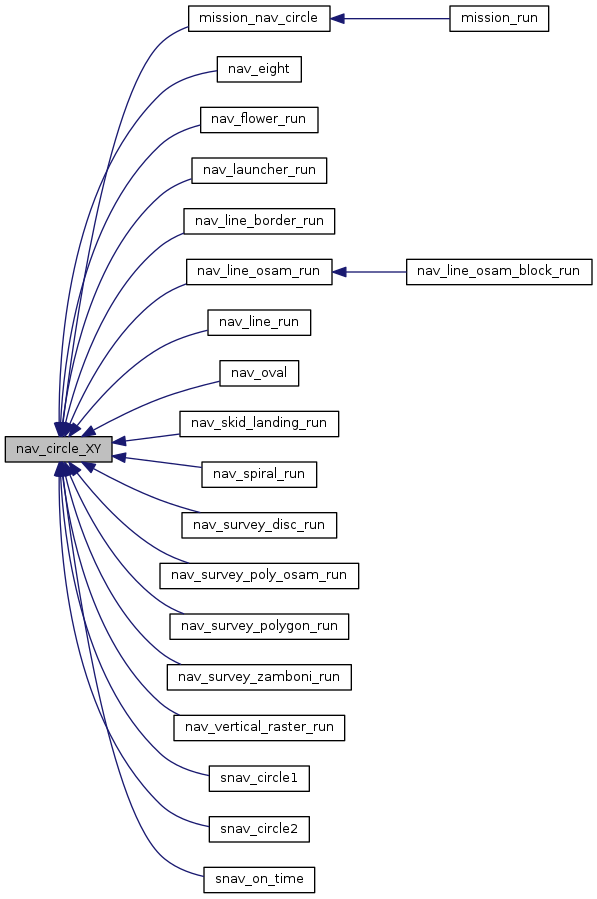 mission_nav_circle
mission_run
nav_eight
nav_flower_run
nav_launcher_run
nav_line_border_run
nav_line_osam_run
nav_line_osam_block_run
nav_line_run
nav_oval
nav_skid_landing_run
nav_circle_XY
nav_spiral_run
nav_survey_disc_run
nav_survey_poly_osam_run
nav_survey_polygon_run
nav_survey_zamboni_run
nav_vertical_raster_run
snav_circle1
snav_circle2
snav_on_time